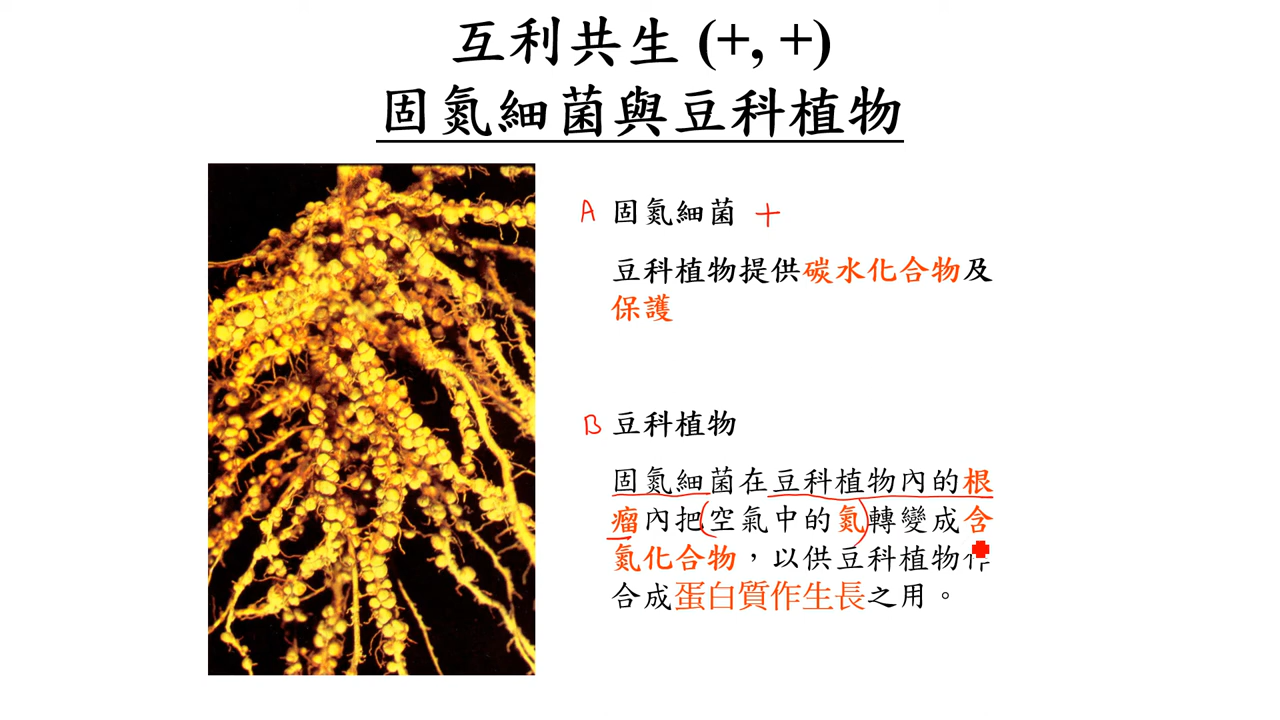 互利共生 (+, +)
固氮細菌與豆科植物
A 固氮細菌 +
豆科植物提供碳水化合物及
保護
B 豆科植物
固氮細菌在豆科植物內的根
瘤內把(空氣中的氮)轉變成含
氮化合物，以供豆科植物作
合成蛋白質作生長之用。